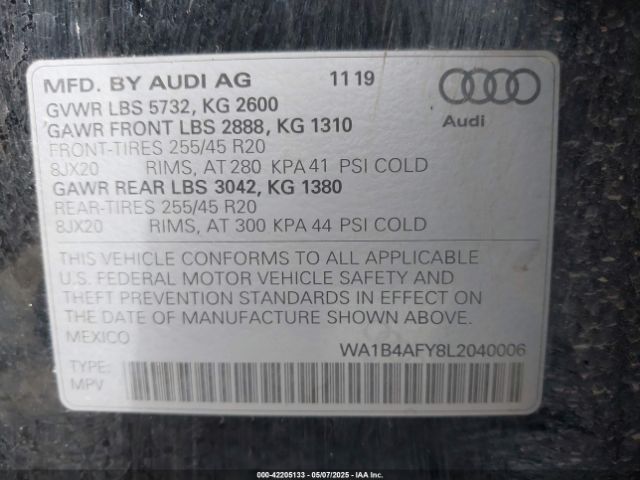 MFD. BY AUDI AG 11 19
GVWR LBS 5732, KG 2600
GAWR FRONT LBS 2888, KG 1310
FRONT-TIRES 255/45 R20
8JX20 RIMS, AT 280 KPA 41 PSI COLD
GAWR REAR LBS 3042, KG 1380
REAR-TIRES 255/45 R20
8JX20 RIMS, AT 300 KPA 44 PSI COLD
Audi
THIS VEHICLE CONFORMS TO ALL APPLICABLE
U.S. FEDERAL MOTOR VEHICLE SAFETY AND
THEFT PREVENTION STANDARDS IN EFFECT ON
THE DATE OF MANUFACTURE SHOWN ABOVE.
MEXICO
WA1B4AFY8L2040006
TYPE:
MPV
000-42205133 - 05/07/2025 - IAA Inc.